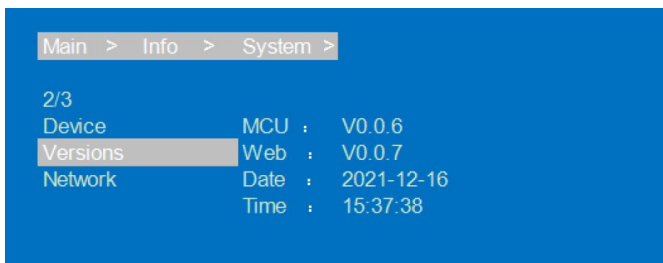 Main > Info > System >
2/3
Device MCU : V0.0.6
Versions Web : V0.0.7
Network Date : 2021-12-16
Time : 15:37:38